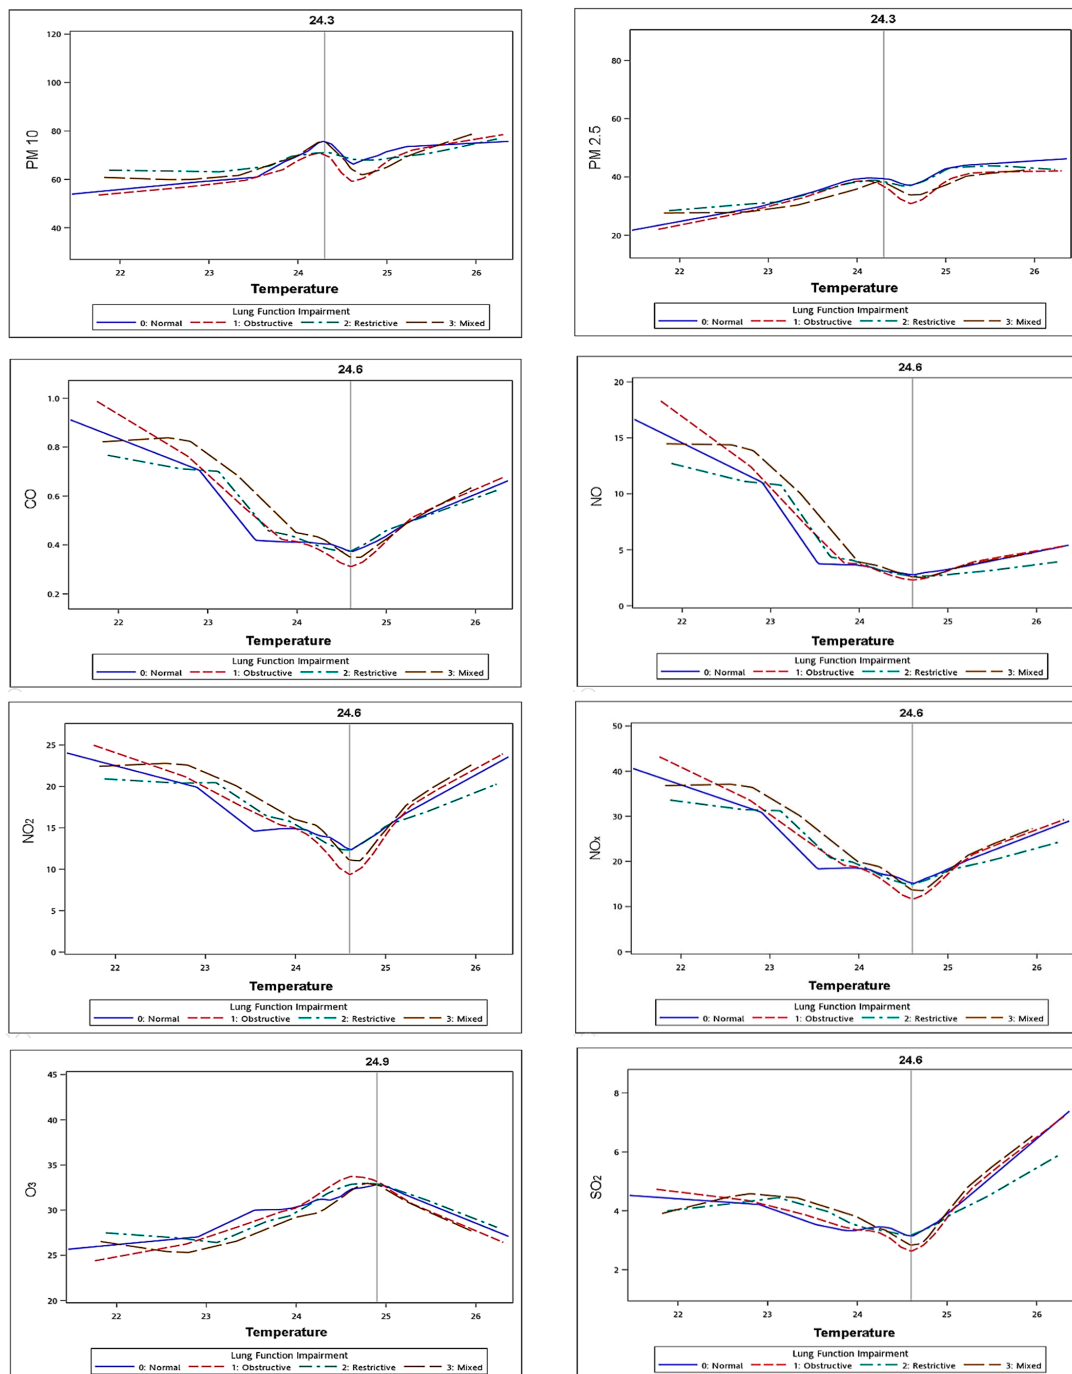 24.3
PM 10
120
100
80
60
40
22 23 24 25 26
Temperature
Lung Function Impairment
0: Normal 1: Obstructive 2: Restrictive 3: Mixed
24.3
PM 2.5
80
60
40
20
22 23 24 25 26
Temperature
Lung Function Impairment
0: Normal 1: Obstructive 2: Restrictive 3: Mixed
24.6
CO
1.0
0.8
0.6
0.4
0.2
22 23 24 25 26
Temperature
Lung Function Impairment
0: Normal 1: Obstructive 2: Restrictive 3: Mixed
24.6
NO
20
15
10
5
0
22 23 24 25 26
Temperature
Lung Function Impairment
0: Normal 1: Obstructive 2: Restrictive 3: Mixed
24.6
NO2
25
20
15
10
5
0
22 23 24 25 26
Temperature
Lung Function Impairment
0: Normal 1: Obstructive 2: Restrictive 3: Mixed
24.6
NOx
50
40
30
20
10
0
22 23 24 25 26
Temperature
Lung Function Impairment
0: Normal 1: Obstructive 2: Restrictive 3: Mixed
24.9
O3
45
40
35
30
25
20
22 23 24 25 26
Temperature
Lung Function Impairment
0: Normal 1: Obstructive 2: Restrictive 3: Mixed
24.6
SO2
8
6
4
2
22 23 24 25 26
Temperature
Lung Function Impairment
0: Normal 1: Obstructive 2: Restrictive 3: Mixed